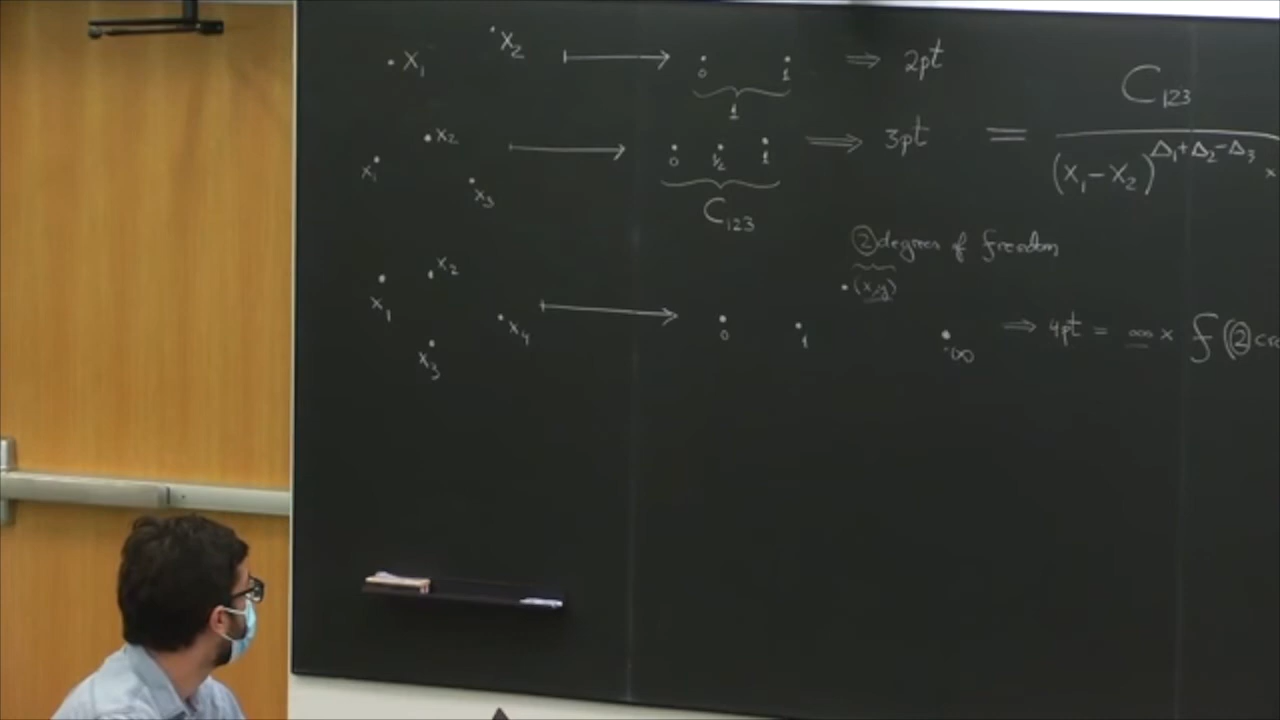 x₁ x₂ ⟼ 0 1 ⇒ 2pt
1
x₁ x₂ x₃ ⟼ 0 1/2 1 ⇒ 3pt = C₁₂₃ / (x₁-x₂)^{Δ₁+Δ₂-Δ₃} ×
C₁₂₃
② degrees of freedom
(x,y)
x₁ x₂ x₃ x₄ ⟼ 0 1 ∞ ⇒ 4pt = × f(②